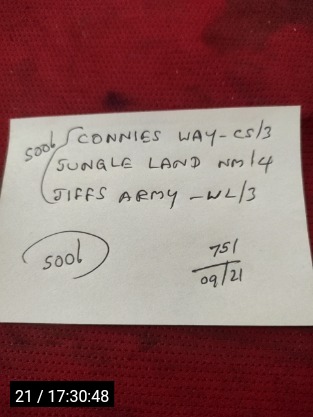 500/ CONNIES WAY - CS/3
JUNGLE LAND NM/4
JIFFS ARMY - WL/3
500/
751
09/21
21 / 17:30:48